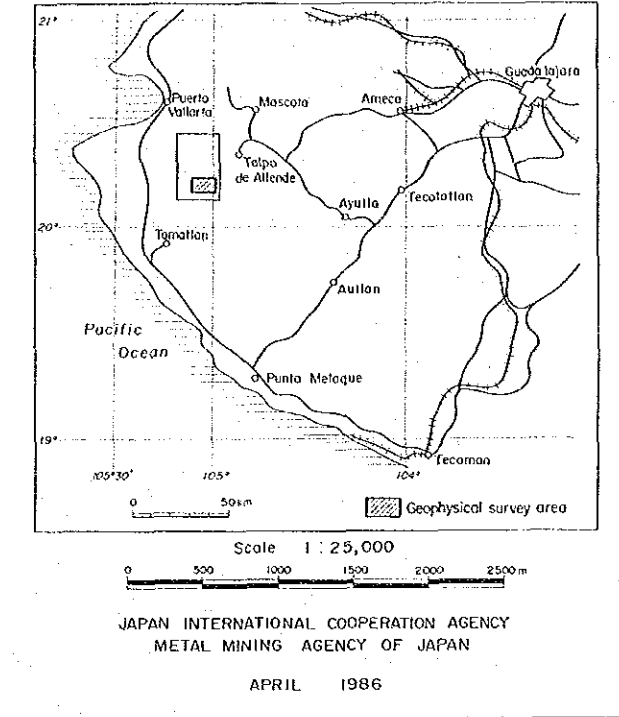 21°
Guadalajara
Puerto
Vallarta
Mascota
Ameca
Talpa
de Allende
Ayutla
Tecolotlan
20°
Tomatlan
Autlan
Pacific
Ocean
Punta Metaque
19°
Tecoman
105°30'
105°
104°
0 50km
Geophysical survey area
Scale 1 : 25,000
0 500 1000 1500 2000 2500m
JAPAN INTERNATIONAL COOPERATION AGENCY
METAL MINING AGENCY OF JAPAN
APRIL 1986